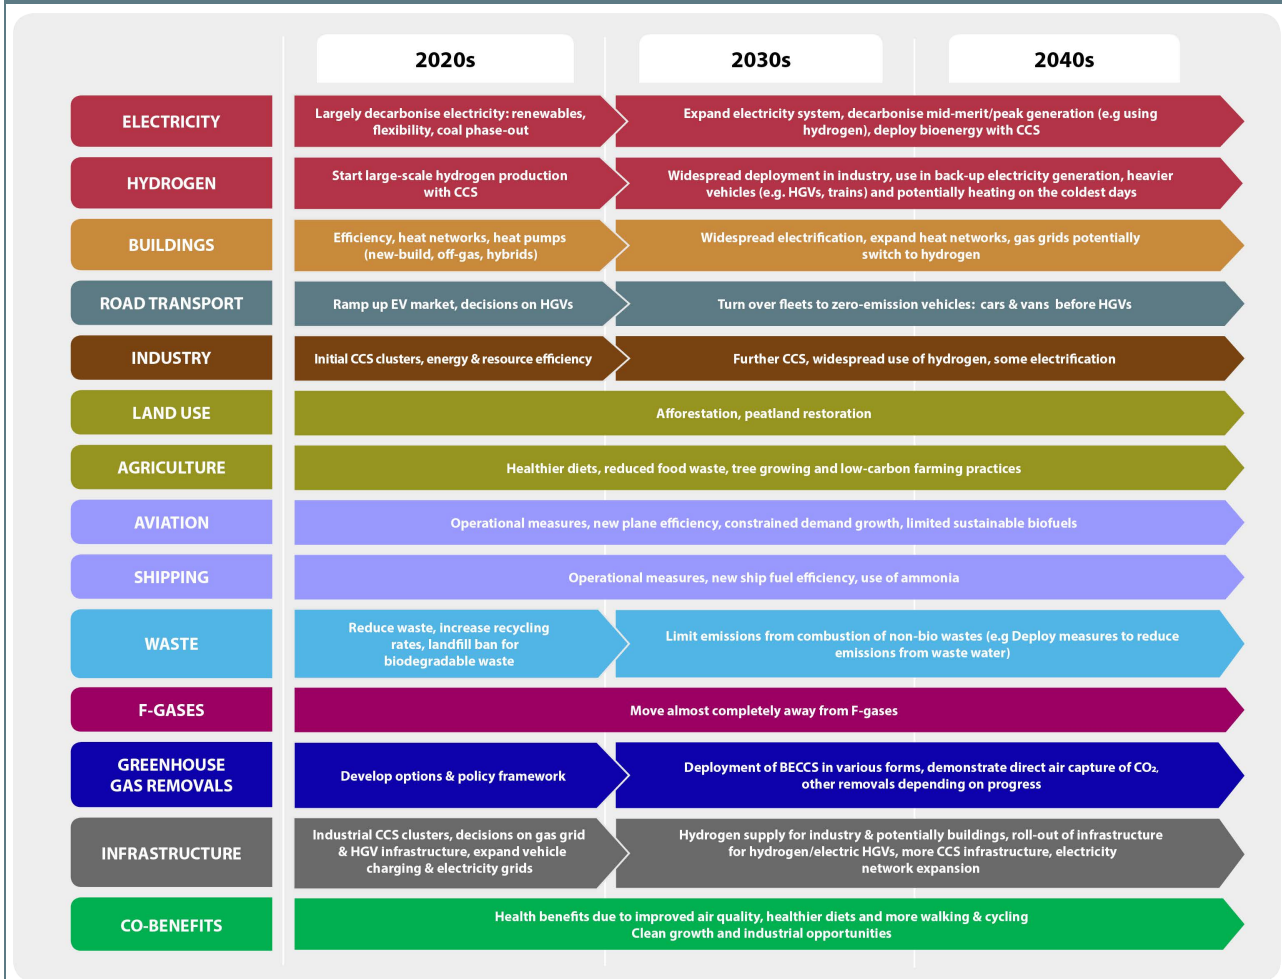 2020s
2030s
2040s
ELECTRICITY
Largely decarbonise electricity: renewables,
flexibility, coal phase-out
Expand electricity system, decarbonise mid-merit/peak generation (e.g using
hydrogen), deploy bioenergy with CCS
HYDROGEN
Start large-scale hydrogen production
with CCS
Widespread deployment in industry, use in back-up electricity generation, heavier
vehicles (e.g. HGVs, trains) and potentially heating on the coldest days
BUILDINGS
Efficiency, heat networks, heat pumps
(new-build, off-gas, hybrids)
Widespread electrification, expand heat networks, gas grids potentially
switch to hydrogen
ROAD TRANSPORT
Ramp up EV market, decisions on HGVs
Turn over fleets to zero-emission vehicles: cars & vans before HGVs
INDUSTRY
Initial CCS clusters, energy & resource efficiency
Further CCS, widespread use of hydrogen, some electrification
LAND USE
Afforestation, peatland restoration
AGRICULTURE
Healthier diets, reduced food waste, tree growing and low-carbon farming practices
AVIATION
Operational measures, new plane efficiency, constrained demand growth, limited sustainable biofuels
SHIPPING
Operational measures, new ship fuel efficiency, use of ammonia
WASTE
Reduce waste, increase recycling
rates, landfill ban for
biodegradable waste
Limit emissions from combustion of non-bio wastes (e.g Deploy measures to reduce
emissions from waste water)
F-GASES
Move almost completely away from F-gases
GREENHOUSE
GAS REMOVALS
Develop options & policy framework
Deployment of BECCS in various forms, demonstrate direct air capture of CO₂,
other removals depending on progress
INFRASTRUCTURE
Industrial CCS clusters, decisions on gas grid
& HGV infrastructure, expand vehicle
charging & electricity grids
Hydrogen supply for industry & potentially buildings, roll-out of infrastructure
for hydrogen/electric HGVs, more CCS infrastructure, electricity
network expansion
CO-BENEFITS
Health benefits due to improved air quality, healthier diets and more walking & cycling
Clean growth and industrial opportunities